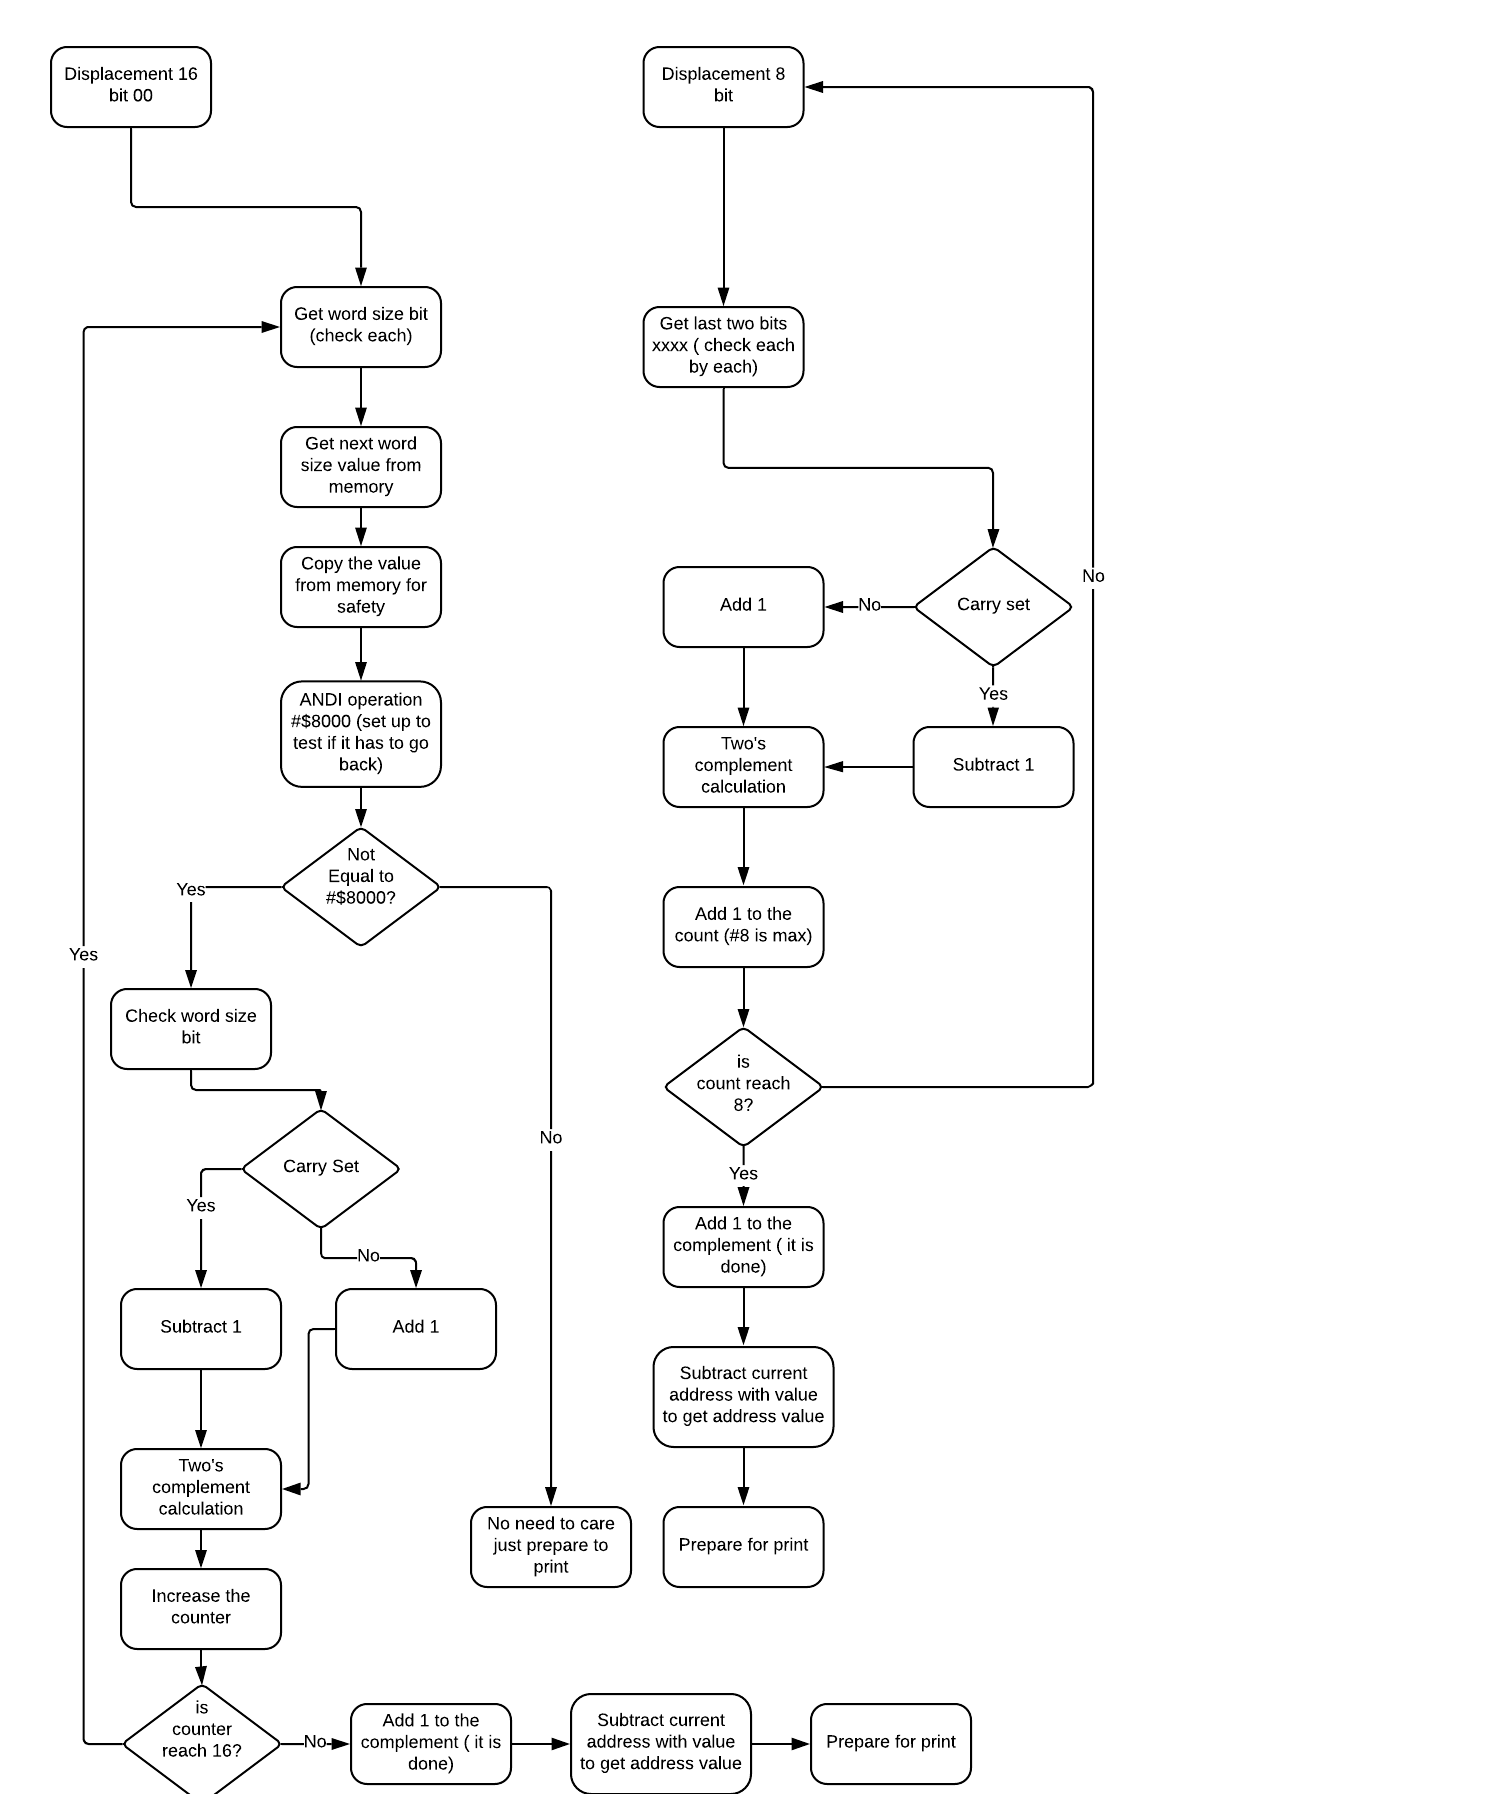 Displacement 16
bit 00
Get word size bit
(check each)
Get next word
size value from
memory
Copy the value
from memory for
safety
ANDI operation
#$8000 (set up to
test if it has to go
back)
Not
Equal to
#$8000?
Yes
No
Yes
Check word size
bit
Carry Set
Yes
No
Subtract 1
Add 1
Two's
complement
calculation
No need to care
just prepare to
print
Increase the
counter
is
counter
reach 16?
No
Add 1 to the
complement ( it is
done)
Subtract current
address with value
to get address value
Prepare for print
Displacement 8
bit
Get last two bits
xxxx ( check each
by each)
Carry set
No
Yes
No
Add 1
Subtract 1
Two's
complement
calculation
Add 1 to the
count (#8 is max)
is
count reach
8?
Yes
Add 1 to the
complement ( it is
done)
Subtract current
address with value
to get address value
Prepare for print